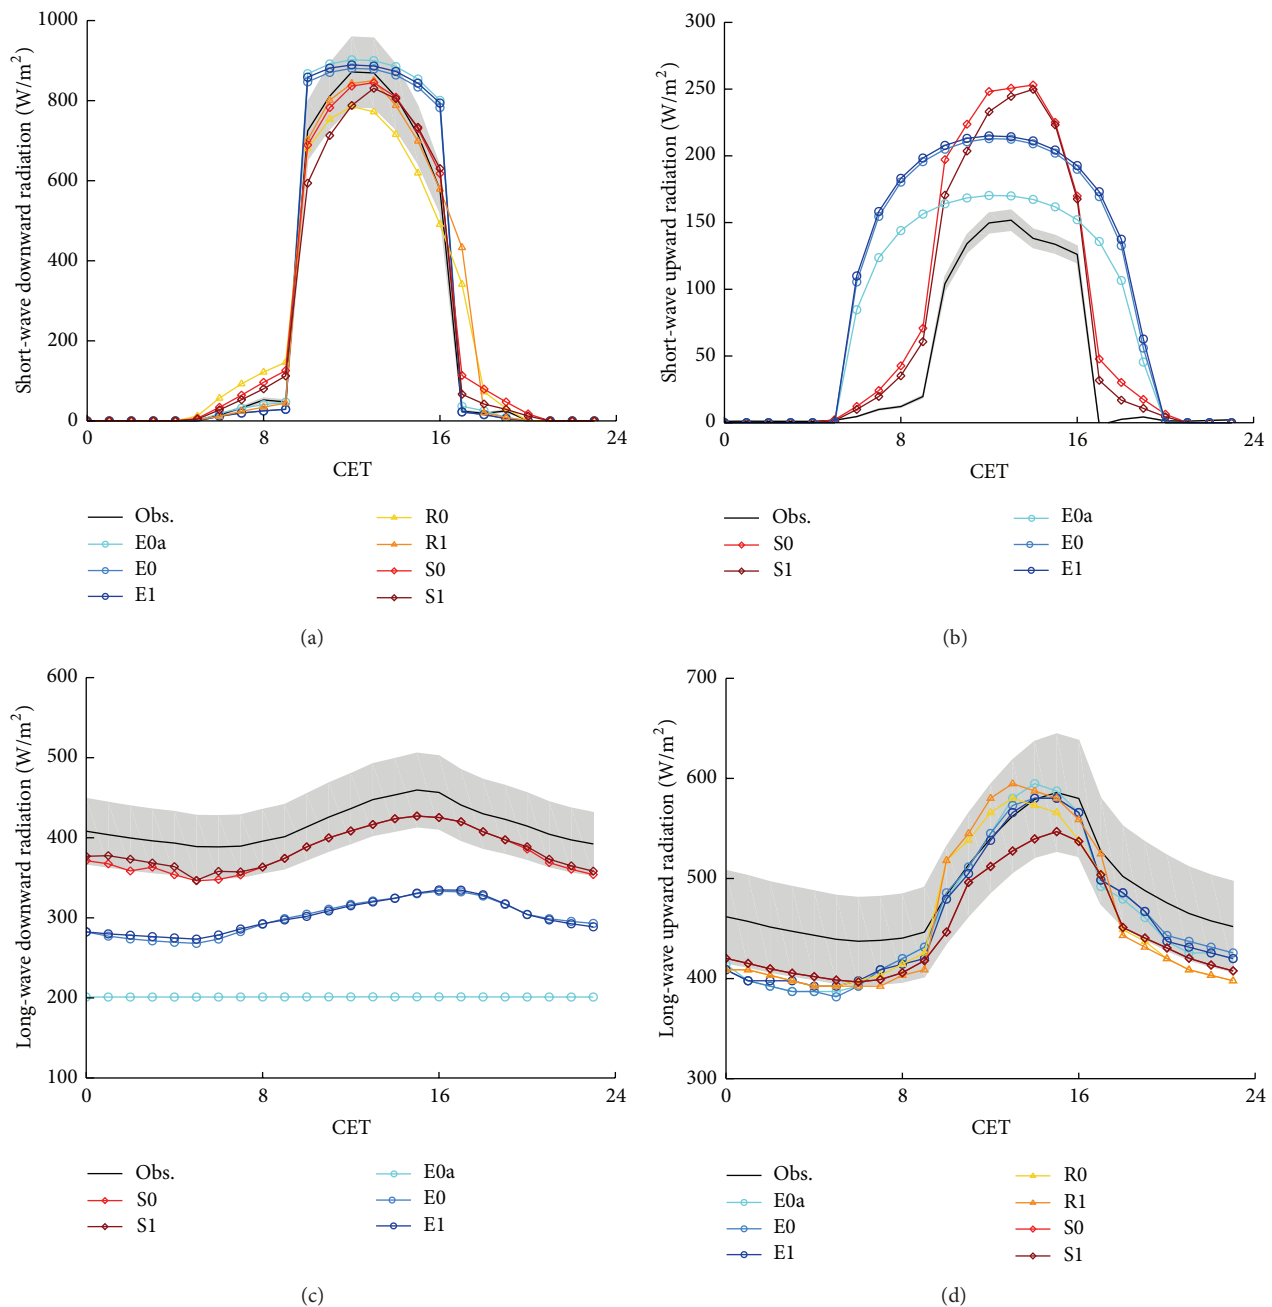 1000
800
600
400
200
0
Short-wave downward radiation (W/m²)
0 8 16 24
CET
Obs.
E0a
E0
E1
R0
R1
S0
S1
(a)
300
250
200
150
100
50
0
Short-wave upward radiation (W/m²)
0 8 16 24
CET
Obs.
S0
S1
E0a
E0
E1
(b)
600
500
400
300
200
100
Long-wave downward radiation (W/m²)
0 8 16 24
CET
Obs.
S0
S1
E0a
E0
E1
(c)
700
600
500
400
300
Long-wave upward radiation (W/m²)
0 8 16 24
CET
Obs.
E0a
E0
E1
R0
R1
S0
S1
(d)